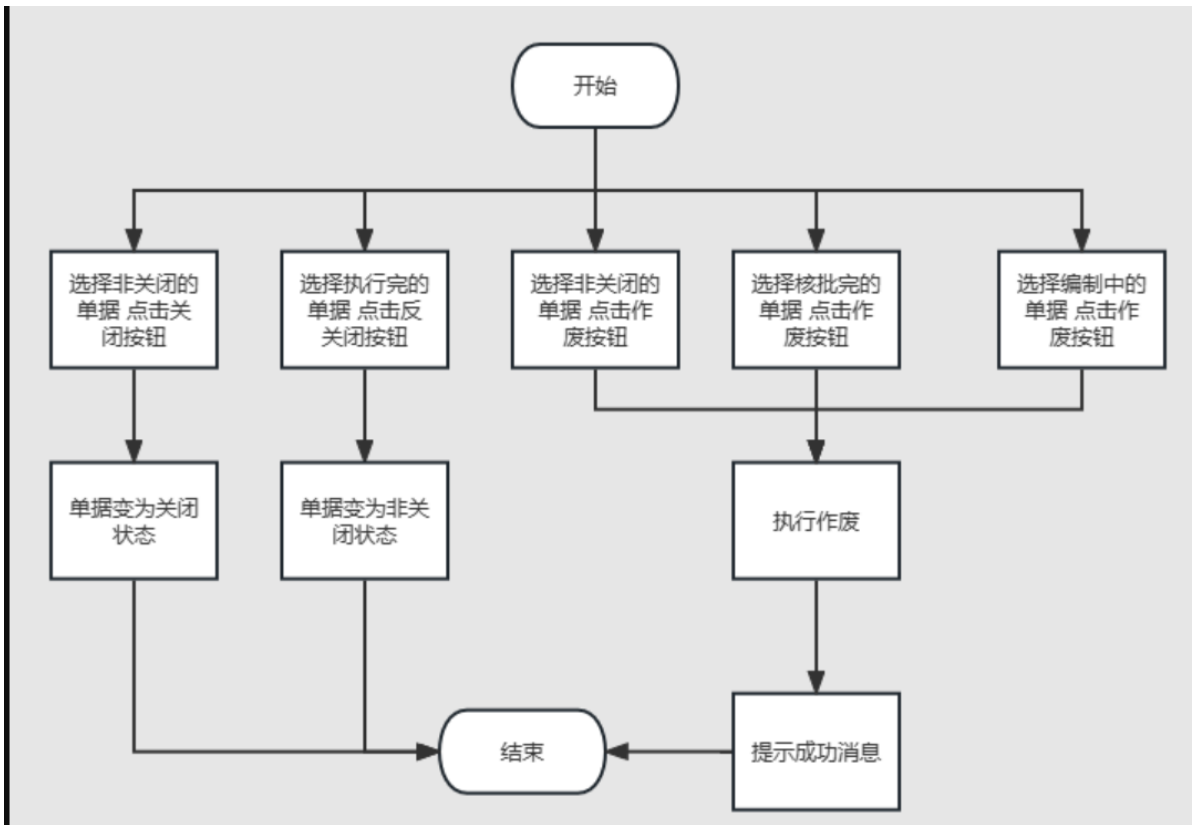 开始
选择非关闭的
单据 点击关
闭按钮
选择执行完的
单据 点击反
关闭按钮
选择非关闭的
单据 点击作
废按钮
选择核批完的
单据 点击作
废按钮
选择编制中的
单据 点击作
废按钮
单据变为关闭
状态
单据变为非关
闭状态
执行作废
结束
提示成功消息